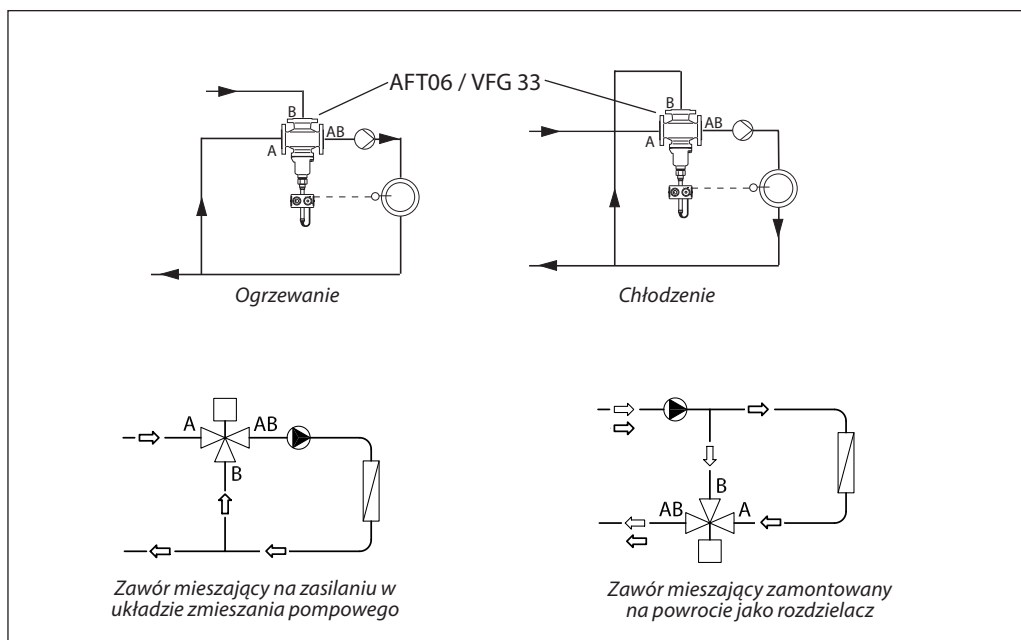 AFT06 / VFG 33
B
A
AB
Ogrzewanie
B
A
AB
Chłodzenie
A
AB
B
Zawór mieszający na zasilaniu w
układzie zmieszania pompowego
B
AB
A
Zawór mieszający zamontowany
na powrocie jako rozdzielacz